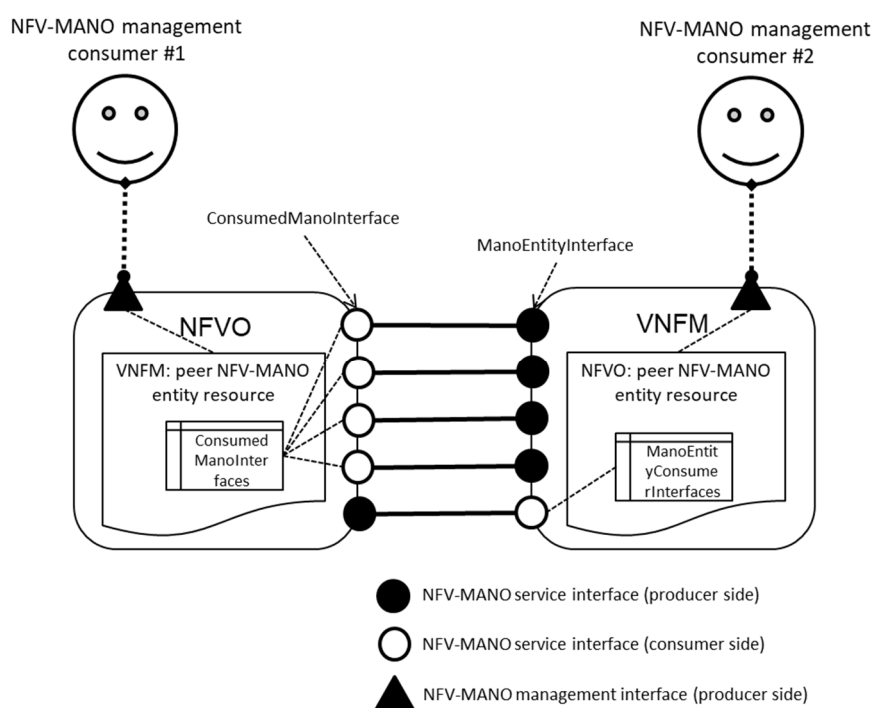 NFV-MANO management
consumer #1
NFV-MANO management
consumer #2
ConsumedManoInterface
ManoEntityInterface
NFVO
VNFM
VNFM: peer NFV-MANO
entity resource
NFVO: peer NFV-MANO
entity resource
Consumed
ManoInter
faces
ManoEntit
yConsume
rInterfaces
NFV-MANO service interface (producer side)
NFV-MANO service interface (consumer side)
NFV-MANO management interface (producer side)